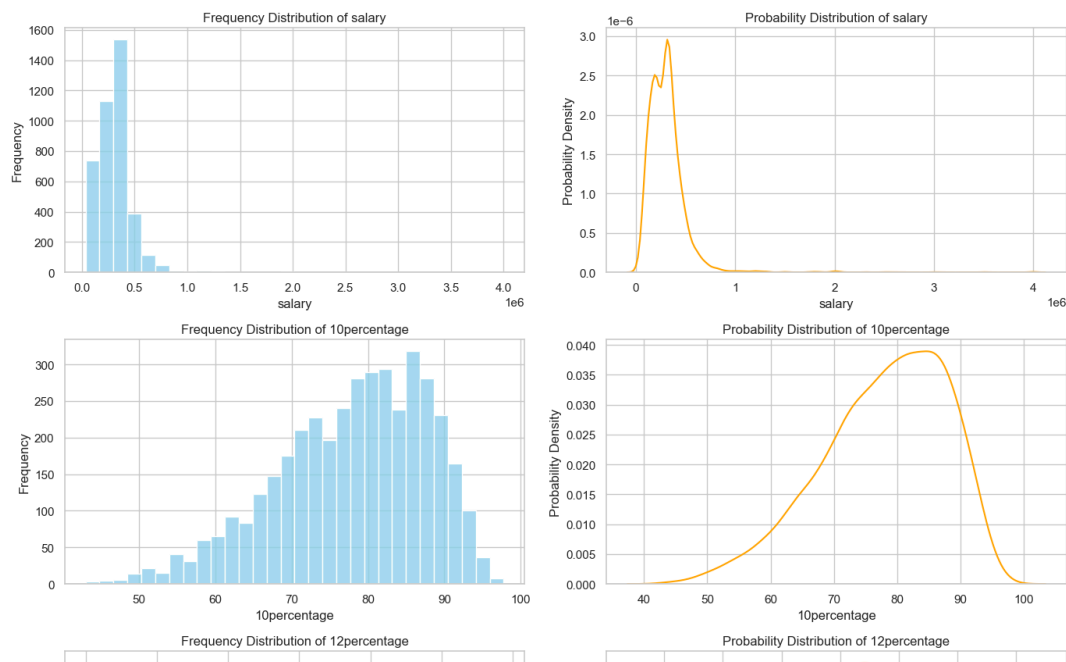 Frequency Distribution of salary
1600
1400
1200
1000
800
600
400
200
0
Frequency
0.0 0.5 1.0 1.5 2.0 2.5 3.0 3.5 4.0
salary
1e6
Probability Distribution of salary
1e−6
3.0
2.5
2.0
1.5
1.0
0.5
0.0
Probability Density
0 1 2 3 4
salary
1e6
Frequency Distribution of 10percentage
300
250
200
150
100
50
0
Frequency
50 60 70 80 90 100
10percentage
Probability Distribution of 10percentage
0.040
0.035
0.030
0.025
0.020
0.015
0.010
0.005
0.000
Probability Density
40 50 60 70 80 90 100
10percentage
Frequency Distribution of 12percentage
Probability Distribution of 12percentage